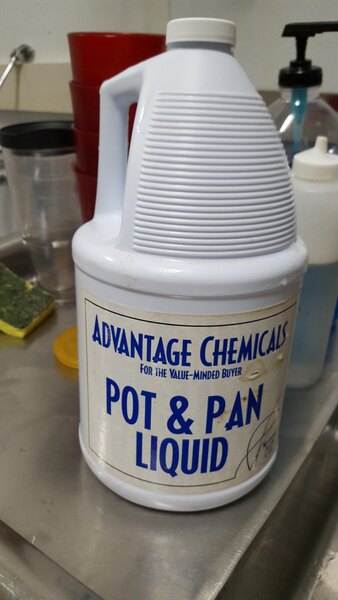 ADVANTAGE CHEMICALS
FOR THE VALUE-MINDED BUYER
POT & PAN
LIQUID